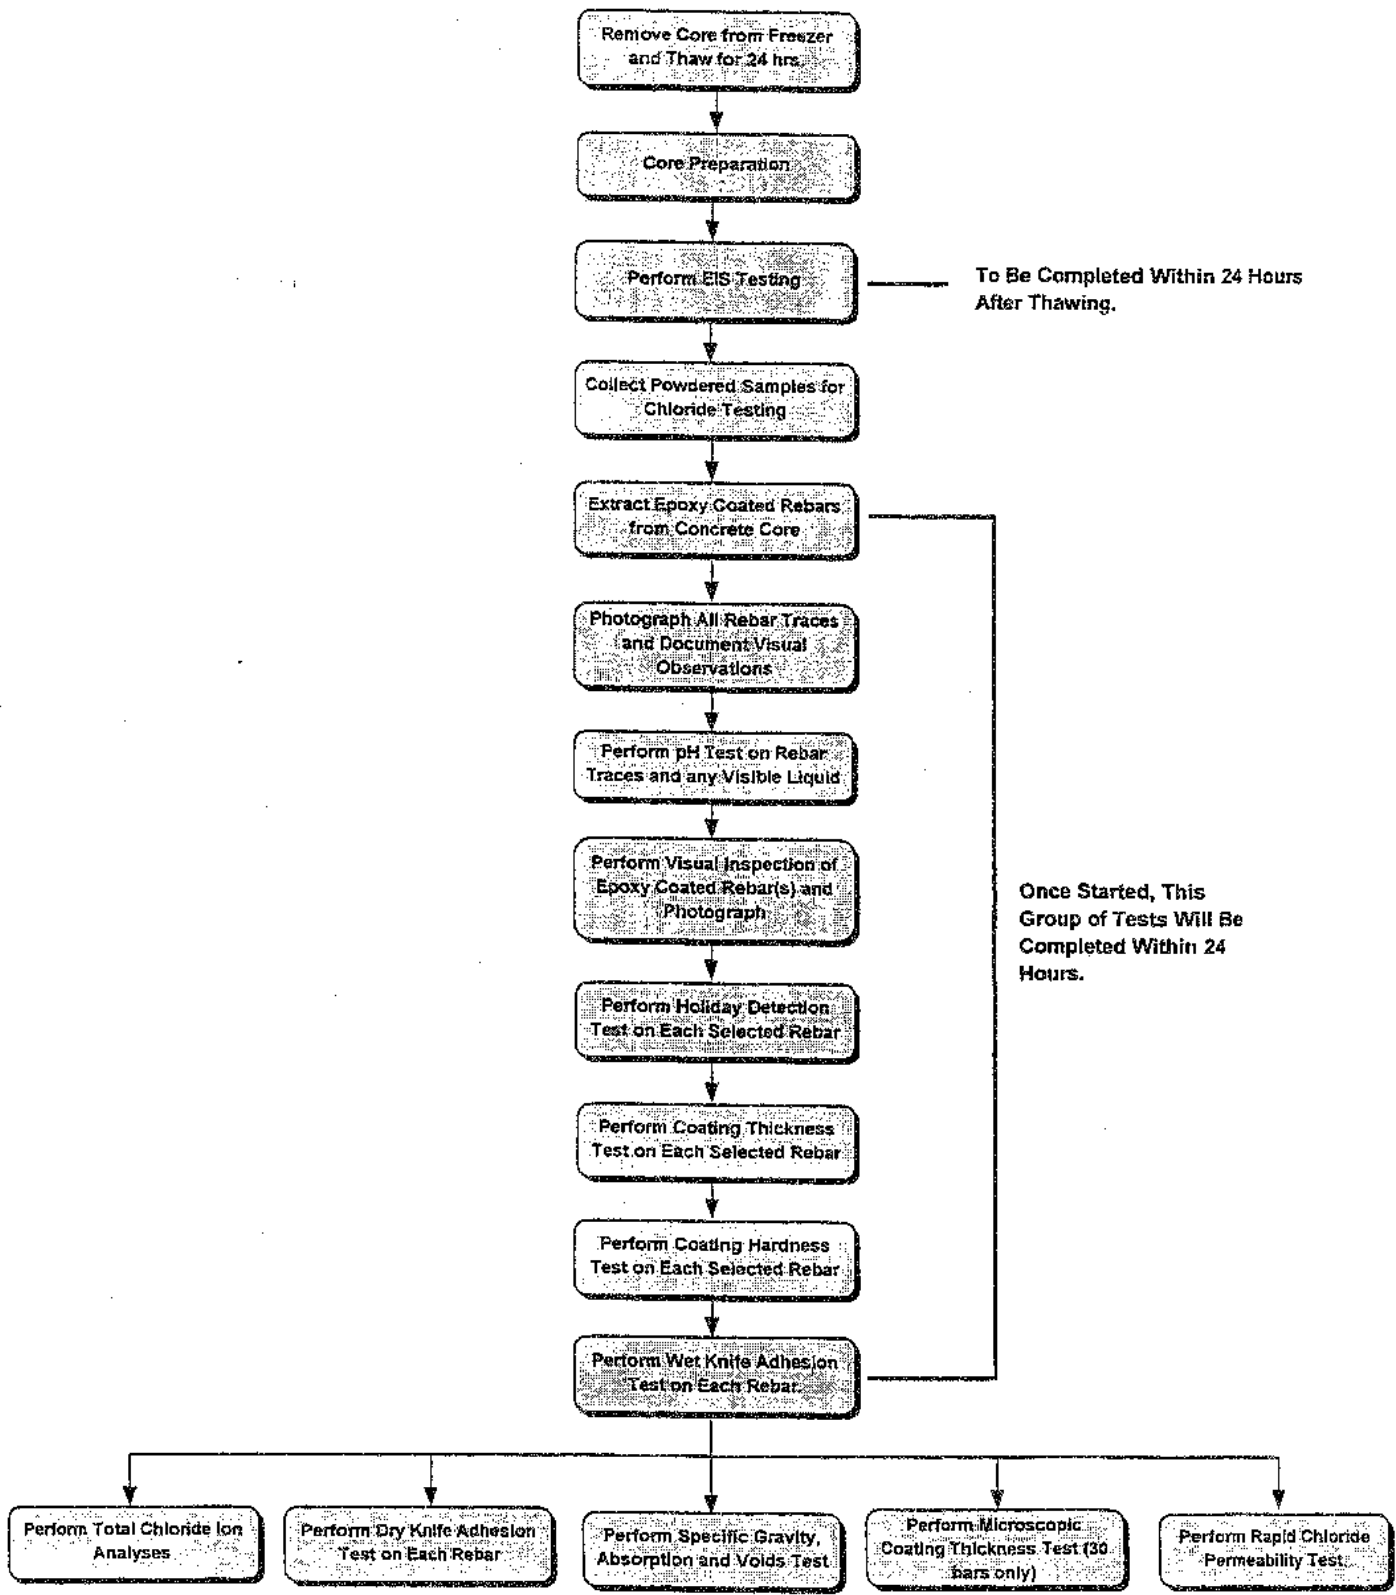 Remove Core from Freezer
and Thaw for 24 hrs.
Core Preparation
Perform EIS Testing
To Be Completed Within 24 Hours
After Thawing.
Collect Powdered Samples for
Chloride Testing
Extract Epoxy Coated Rebars
from Concrete Core
Photograph All Rebar Traces
and Document Visual
Observations
Perform pH Test on Rebar
Traces and any Visible Liquid
Perform Visual Inspection of
Epoxy Coated Rebar(s) and
Photograph
Once Started, This
Group of Tests Will Be
Completed Within 24
Hours.
Perform Holiday Detection
Test on Each Selected Rebar
Perform Coating Thickness
Test on Each Selected Rebar
Perform Coating Hardness
Test on Each Selected Rebar
Perform Wet Knife Adhesion
Test on Each Rebar.
Perform Total Chloride Ion
Analyses
Perform Dry Knife Adhesion
Test on Each Rebar
Perform Specific Gravity,
Absorption and Voids Test
Perform Microscopic
Coating Thickness Test (30
bars only)
Perform Rapid Chloride
Permeability Test.